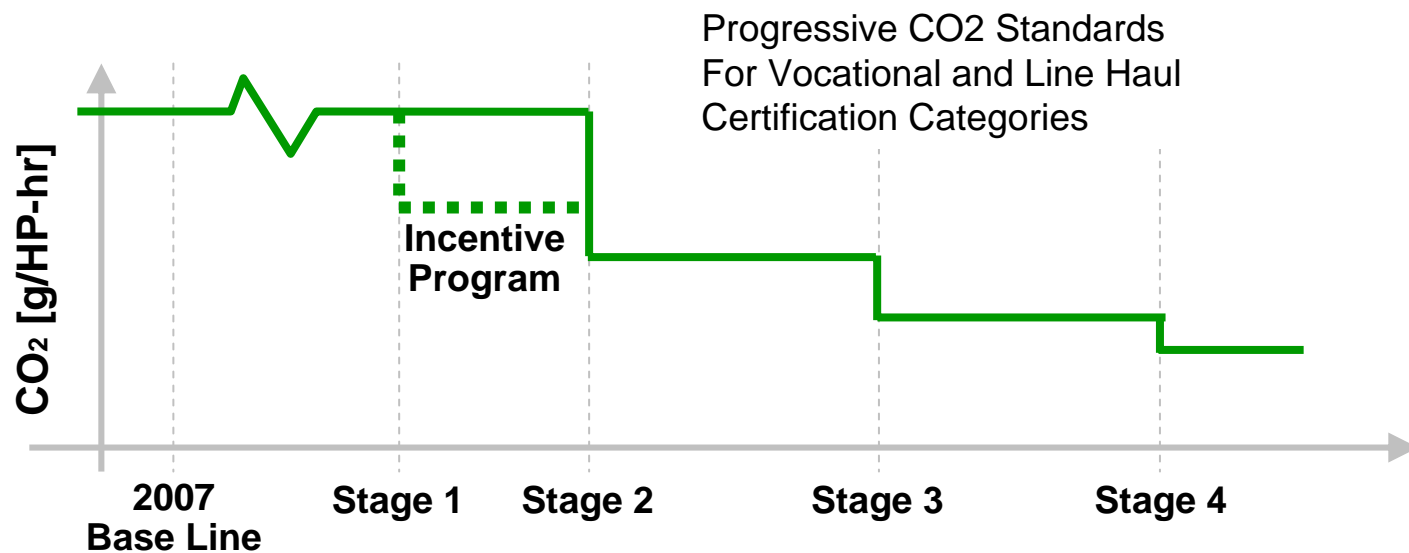 Progressive CO2 Standards
For Vocational and Line Haul
Certification Categories
CO₂ [g/HP-hr]
Incentive
Program
2007
Base Line
Stage 1
Stage 2
Stage 3
Stage 4